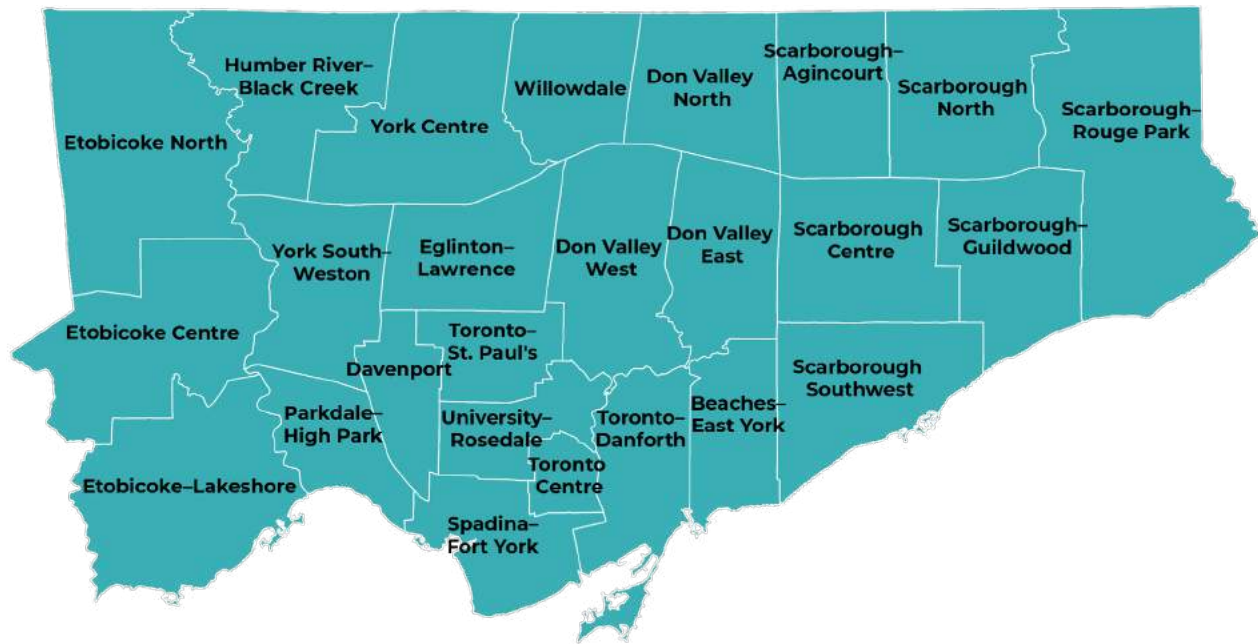 Humber River–
Black Creek
Willowdale
Don Valley
North
Scarborough–
Agincourt
Scarborough
North
Scarborough–
Rouge Park
York Centre
Etobicoke North
York South–
Weston
Eglinton–
Lawrence
Don Valley
West
Don Valley
East
Scarborough
Centre
Scarborough–
Guildwood
Etobicoke Centre
Toronto–
St. Paul's
Davenport
Scarborough
Southwest
Parkdale–
High Park
University–
Rosedale
Toronto–
Danforth
Beaches–
East York
Toronto
Centre
Etobicoke–Lakeshore
Spadina–
Fort York